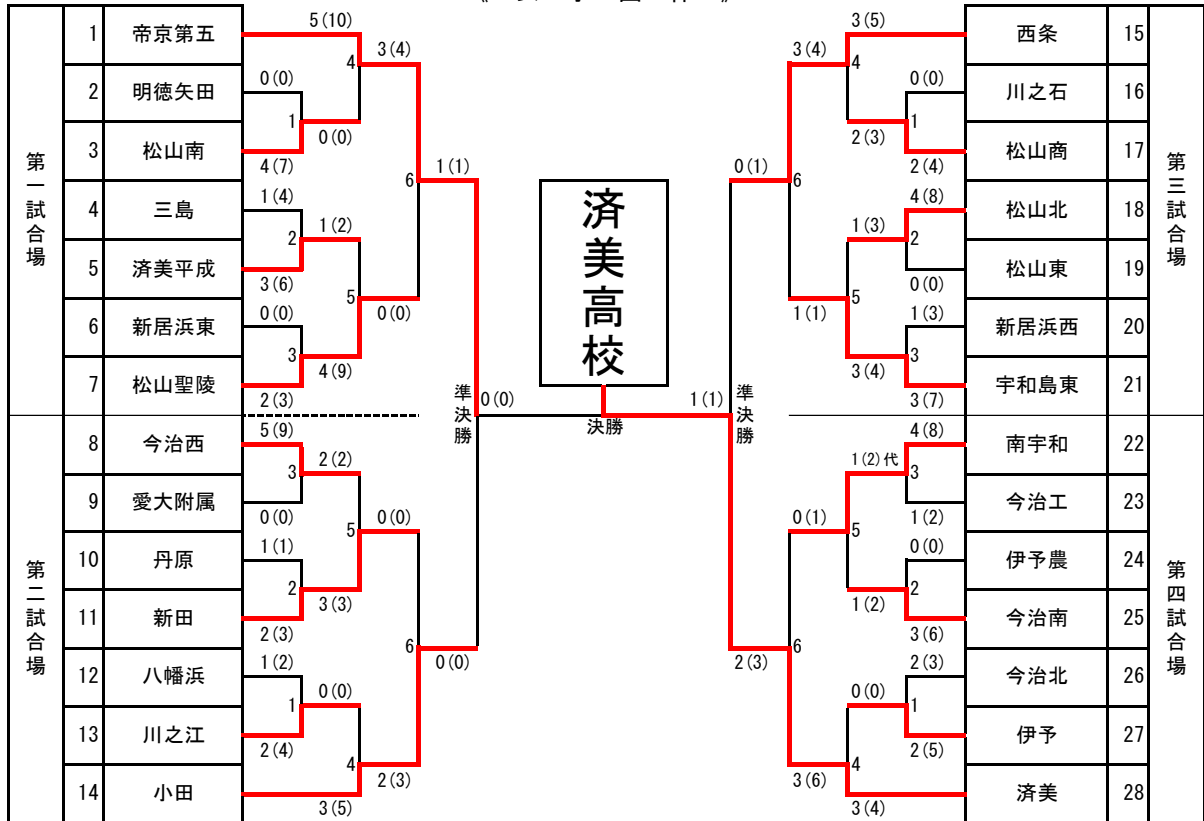 第一試合場
1 帝京第五
2 明徳矢田
3 松山南
4 三島
5 済美平成
6 新居浜東
7 松山聖陵
第二試合場
8 今治西
9 愛大附属
10 丹原
11 新田
12 八幡浜
13 川之江
14 小田
5(10)
0(0)
1
4(7)
0(0)
4
3(4)
1(4)
2
3(6)
1(2)
0(0)
3
2(3)
4(9)
5
0(0)
6
1(1)
5(9)
3
0(0)
2(2)
1(1)
2
2(3)
3(3)
5
0(0)
1(2)
1
2(4)
0(0)
4
3(5)
2(3)
6
0(0)
準決勝
0(0)
済美高校
決勝
1(1)
準決勝
0(1)
3(4)
3(5)
4
0(0)
1
2(4)
2(3)
6
4(8)
2
0(0)
1(3)
5
1(1)
1(3)
3
3(7)
3(4)
4(8)
3
1(2)
1(2)代
0(1)
5
0(0)
2
3(6)
1(2)
6
2(3)
2(3)
1
2(5)
0(0)
4
3(6)
3(4)
西条 15
川之石 16
松山商 17
松山北 18
松山東 19
新居浜西 20
宇和島東 21
第三試合場
南宇和 22
今治工 23
伊予農 24
今治南 25
今治北 26
伊予 27
済美 28
第四試合場